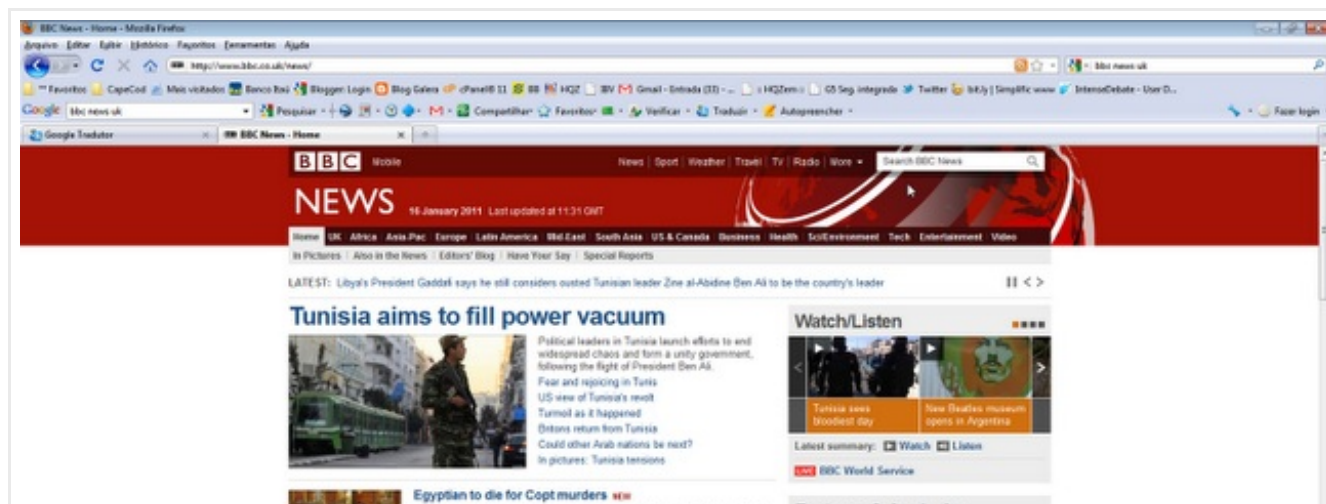 BBC News - Home - Mozilla Firefox
Arquivo Editar Exibir Histórico Favoritos Ferramentas Ajuda
http://www.bbc.co.uk/news/ bbc news uk
Favoritos CapeCod Mais visitados Banco Itaú Blogger: Login Blog Galera cPanel® 11 BB HQZ BV Gmail - Entrada (33) - ... HQZem G5 Seg. integrada Twitter bit.ly | Simplific www IntenseDebate - User D...
Google bbc news uk Pesquisar Compartilhar Favoritos Verificar Traduzir Autopreencher Fazer login
Google Tradutor BBC News - Home
BBC Mobile News Sport Weather Travel TV Radio More Search BBC News
NEWS 16 January 2011 Last updated at 11:31 GMT
Home UK Africa Asia-Pac Europe Latin America Mid-East South Asia US & Canada Business Health Sci/Environment Tech Entertainment Video
In Pictures Also in the News Editors' Blog Have Your Say Special Reports
LATEST: Libya's President Gaddafi says he still considers ousted Tunisian leader Zine al-Abidine Ben Ali to be the country's leader
Tunisia aims to fill power vacuum
Political leaders in Tunisia launch efforts to end
widespread chaos and form a unity government,
following the flight of President Ben Ali.
Fear and rejoicing in Tunis
US view of Tunisia's revolt
Turmoil as it happened
Britons return from Tunisia
Could other Arab nations be next?
In pictures: Tunisia tensions
Egyptian to die for Copt murders NEW
Watch/Listen
Tunisia sees
bloodiest day
New Beatles museum
opens in Argentina
Latest summary: Watch Listen
LIVE BBC World Service